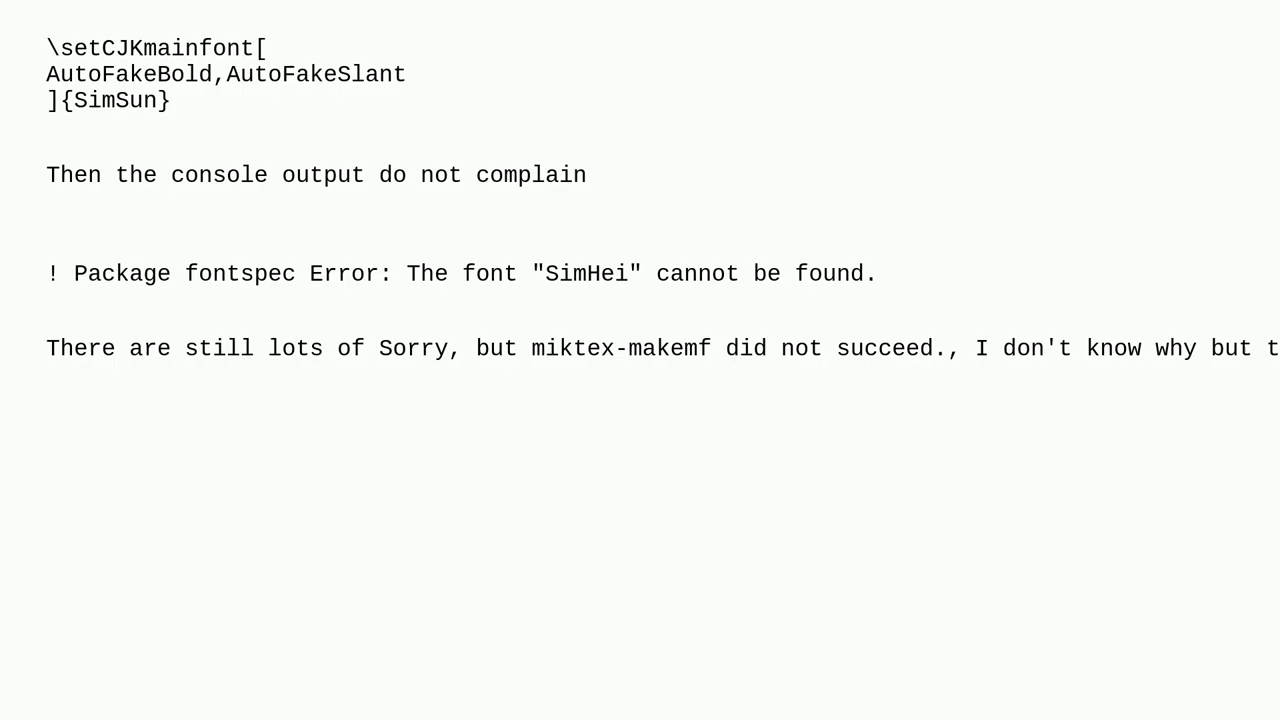 \setCJKmainfont[
AutoFakeBold,AutoFakeSlant
]{SimSun}
Then the console output do not complain
! Package fontspec Error: The font "SimHei" cannot be found.
There are still lots of Sorry, but miktex-makemf did not succeed., I don't know why but